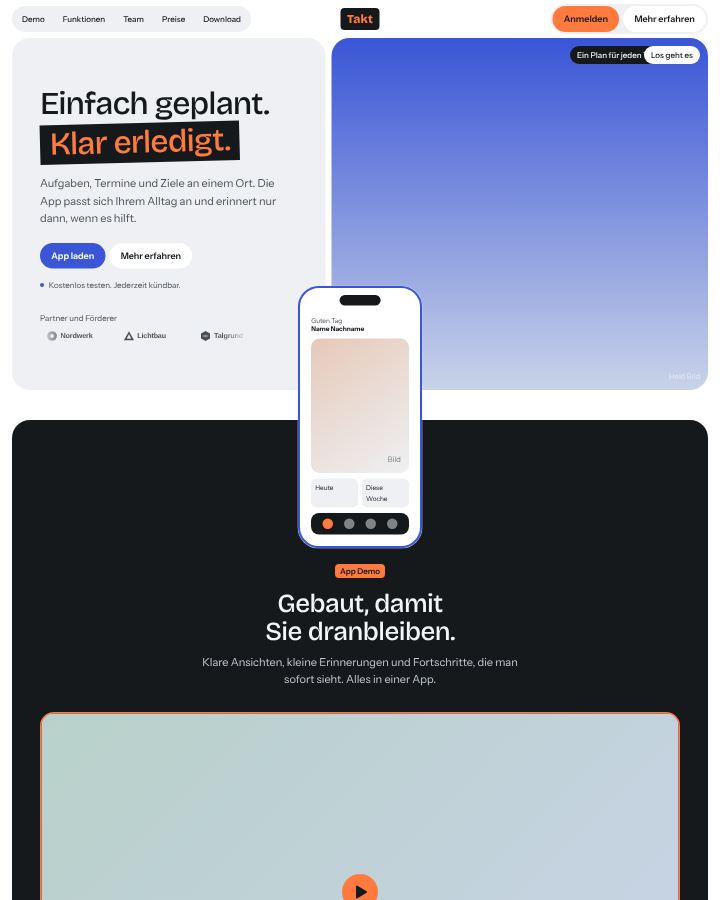 Demo Funktionen Team Preise Download
Takt
Anmelden Mehr erfahren
Ein Plan für jeden
Los geht es
Einfach geplant.
Klar erledigt.
Aufgaben, Termine und Ziele an einem Ort. Die
App passt sich Ihrem Alltag an und erinnert nur
dann, wenn es hilft.
App laden Mehr erfahren
Kostenlos testen. Jederzeit kündbar.
Partner und Förderer
Nordwerk Lichtbau Talgrund
Held Bild
Guten Tag
Name Nachname
Bild
Heute
Diese
Woche
App Demo
Gebaut, damit
Sie dranbleiben.
Klare Ansichten, kleine Erinnerungen und Fortschritte, die man
sofort sieht. Alles in einer App.